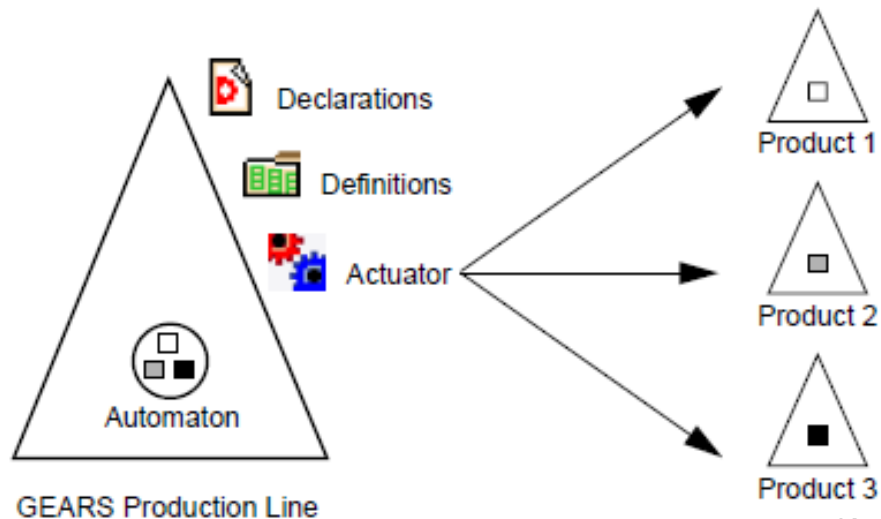 Declarations
Definitions
Actuator
Automaton
GEARS Production Line
Product 1
Product 2
Product 3